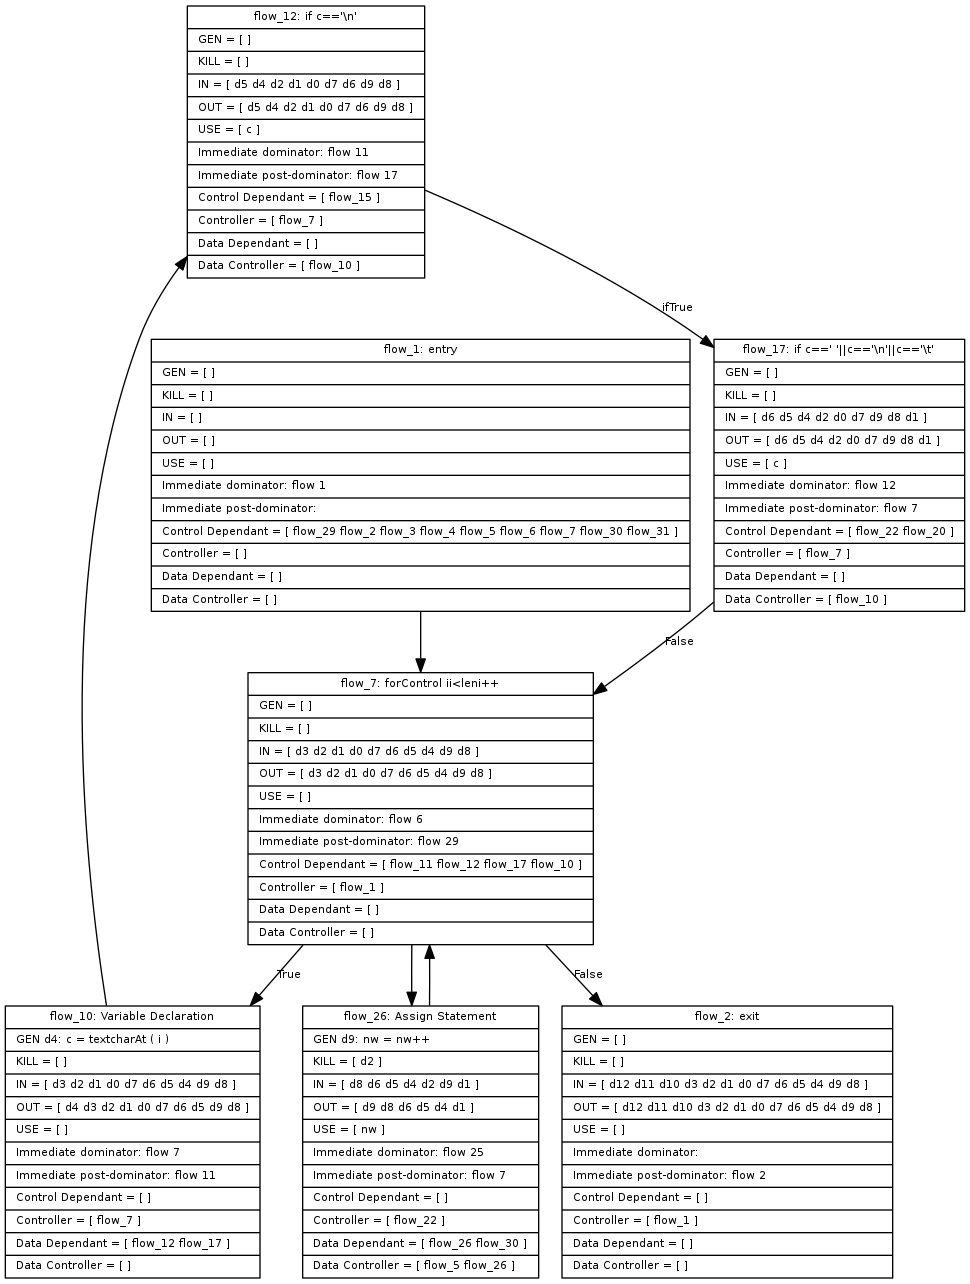 flow_12: if c=='\n'
GEN = [ ]
KILL = [ ]
IN = [ d5 d4 d2 d1 d0 d7 d6 d9 d8 ]
OUT = [ d5 d4 d2 d1 d0 d7 d6 d9 d8 ]
USE = [ c ]
Immediate dominator: flow 11
Immediate post-dominator: flow 17
Control Dependant = [ flow_15 ]
Controller = [ flow_7 ]
Data Dependant = [ ]
Data Controller = [ flow_10 ]
ifTrue
flow_1: entry
GEN = [ ]
KILL = [ ]
IN = [ ]
OUT = [ ]
USE = [ ]
Immediate dominator: flow 1
Immediate post-dominator:
Control Dependant = [ flow_29 flow_2 flow_3 flow_4 flow_5 flow_6 flow_7 flow_30 flow_31 ]
Controller = [ ]
Data Dependant = [ ]
Data Controller = [ ]
flow_17: if c==' '||c=='\n'||c=='\t'
GEN = [ ]
KILL = [ ]
IN = [ d6 d5 d4 d2 d0 d7 d9 d8 d1 ]
OUT = [ d6 d5 d4 d2 d0 d7 d9 d8 d1 ]
USE = [ c ]
Immediate dominator: flow 12
Immediate post-dominator: flow 7
Control Dependant = [ flow_22 flow_20 ]
Controller = [ flow_7 ]
Data Dependant = [ ]
Data Controller = [ flow_10 ]
False
flow_7: forControl ii<leni++
GEN = [ ]
KILL = [ ]
IN = [ d3 d2 d1 d0 d7 d6 d5 d4 d9 d8 ]
OUT = [ d3 d2 d1 d0 d7 d6 d5 d4 d9 d8 ]
USE = [ ]
Immediate dominator: flow 6
Immediate post-dominator: flow 29
Control Dependant = [ flow_11 flow_12 flow_17 flow_10 ]
Controller = [ flow_1 ]
Data Dependant = [ ]
Data Controller = [ ]
True
False
flow_10: Variable Declaration
GEN d4: c = textcharAt ( i )
KILL = [ ]
IN = [ d3 d2 d1 d0 d7 d6 d5 d4 d9 d8 ]
OUT = [ d4 d3 d2 d1 d0 d7 d6 d5 d9 d8 ]
USE = [ ]
Immediate dominator: flow 7
Immediate post-dominator: flow 11
Control Dependant = [ ]
Controller = [ flow_7 ]
Data Dependant = [ flow_12 flow_17 ]
Data Controller = [ ]
flow_26: Assign Statement
GEN d9: nw = nw++
KILL = [ d2 ]
IN = [ d8 d6 d5 d4 d2 d9 d1 ]
OUT = [ d9 d8 d6 d5 d4 d1 ]
USE = [ nw ]
Immediate dominator: flow 25
Immediate post-dominator: flow 7
Control Dependant = [ ]
Controller = [ flow_22 ]
Data Dependant = [ flow_26 flow_30 ]
Data Controller = [ flow_5 flow_26 ]
flow_2: exit
GEN = [ ]
KILL = [ ]
IN = [ d12 d11 d10 d3 d2 d1 d0 d7 d6 d5 d4 d9 d8 ]
OUT = [ d12 d11 d10 d3 d2 d1 d0 d7 d6 d5 d4 d9 d8 ]
USE = [ ]
Immediate dominator:
Immediate post-dominator: flow 2
Control Dependant = [ ]
Controller = [ flow_1 ]
Data Dependant = [ ]
Data Controller = [ ]